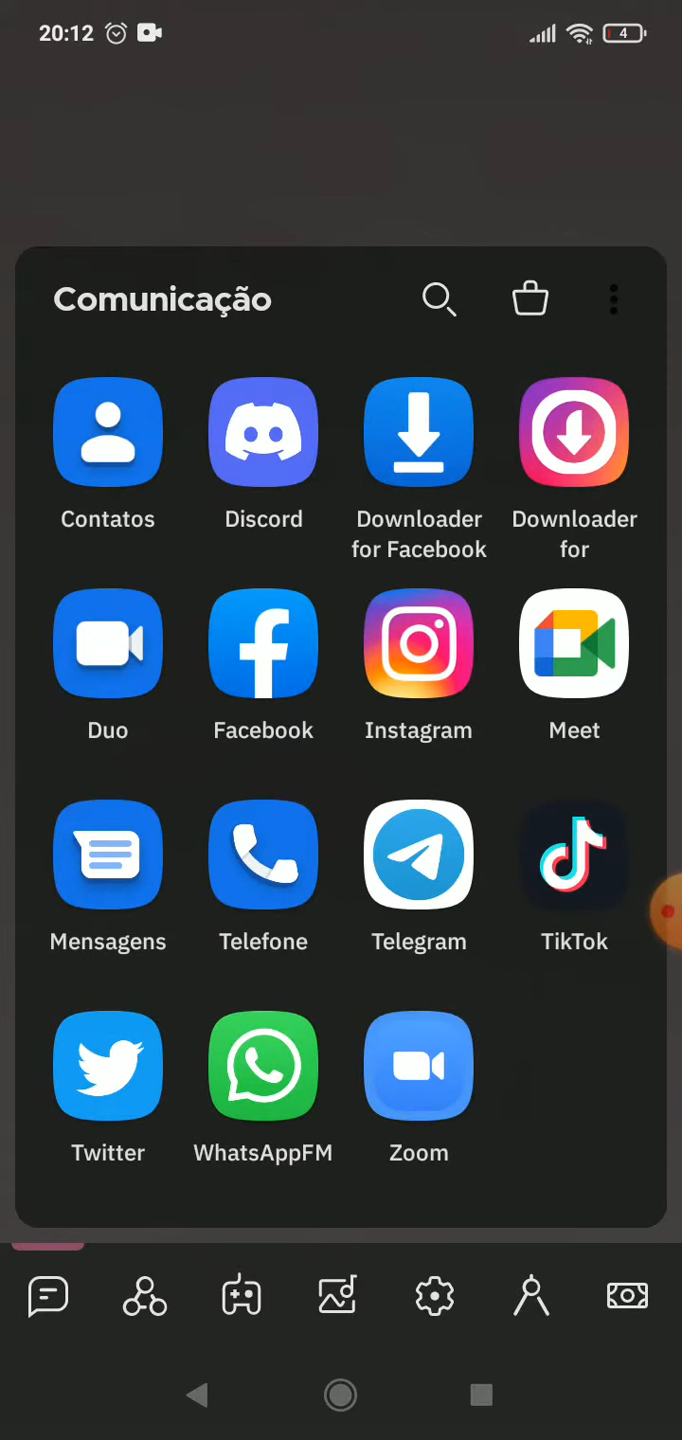 20:12
4
Comunicação
Contatos
Discord
Downloader
for Facebook
Downloader
for
Duo
Facebook
Instagram
Meet
Mensagens
Telefone
Telegram
TikTok
Twitter
WhatsAppFM
Zoom